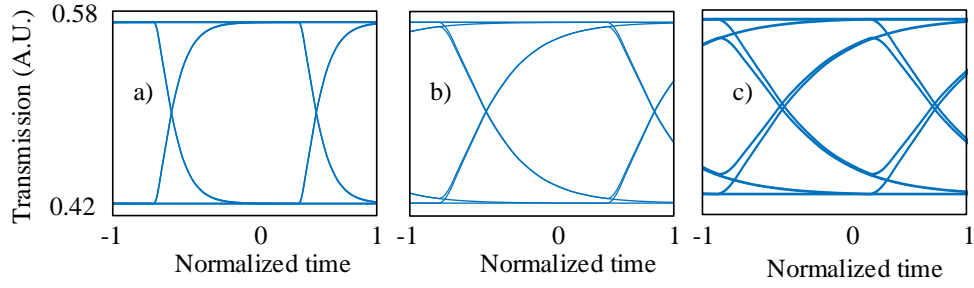 0.58
Transmission (A.U.)
0.42
a)
b)
c)
-1 0 1 -1 0 1 -1 0 1
Normalized time Normalized time Normalized time